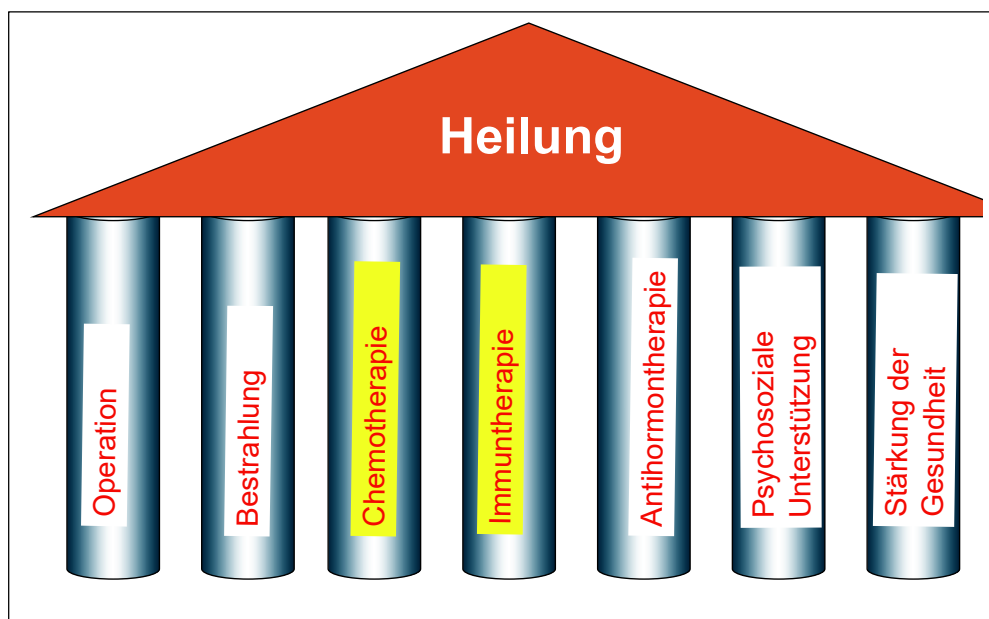 Heilung
Operation
Bestrahlung
Chemotherapie
Immuntherapie
Antihormontherapie
Psychosoziale
Unterstützung
Stärkung der
Gesundheit